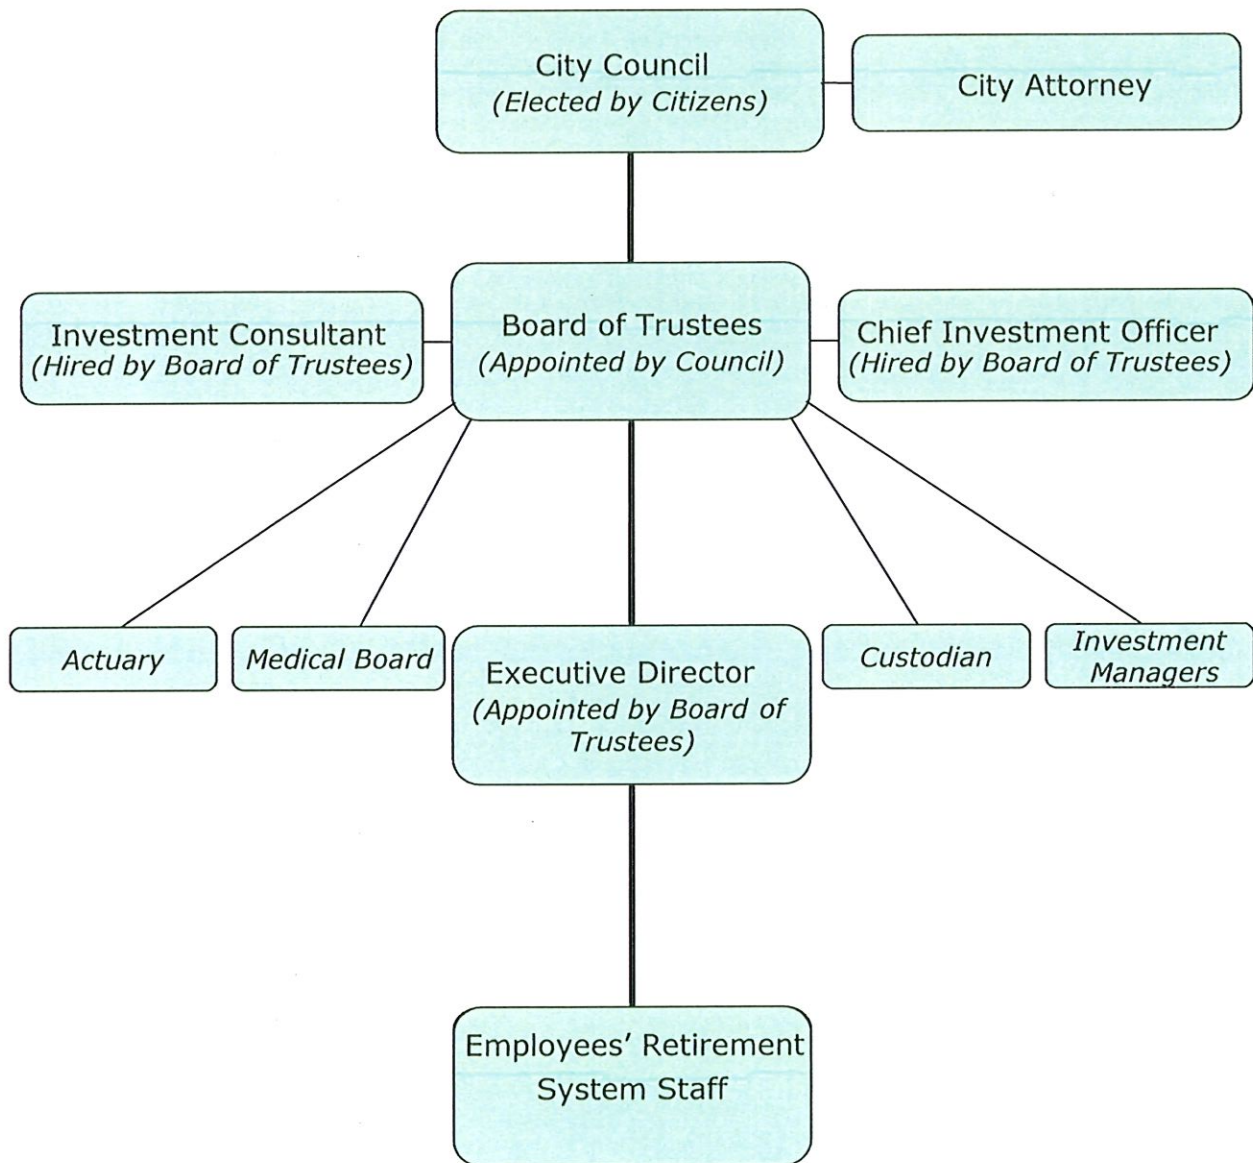 City Council
(Elected by Citizens)
City Attorney
Investment Consultant
(Hired by Board of Trustees)
Board of Trustees
(Appointed by Council)
Chief Investment Officer
(Hired by Board of Trustees)
Actuary
Medical Board
Executive Director
(Appointed by Board of
Trustees)
Custodian
Investment
Managers
Employees’ Retirement
System Staff